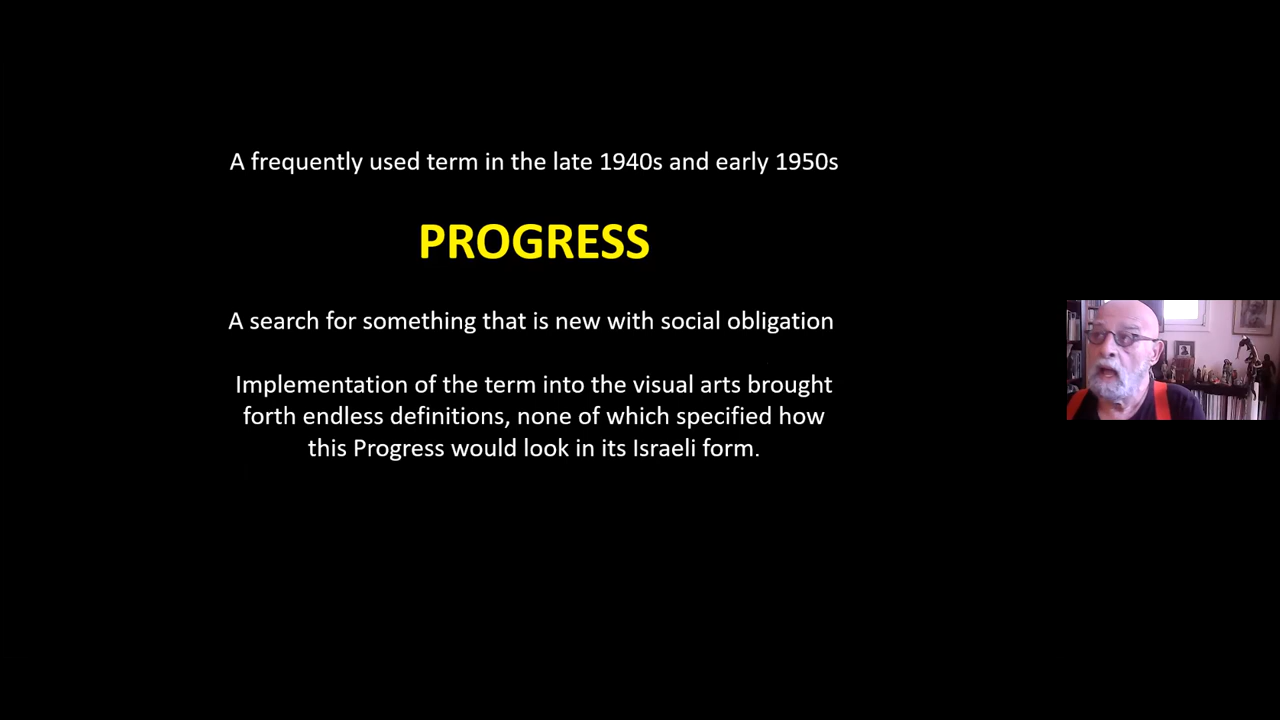 A frequently used term in the late 1940s and early 1950s
PROGRESS
A search for something that is new with social obligation
Implementation of the term into the visual arts brought
forth endless definitions, none of which specified how
this Progress would look in its Israeli form.